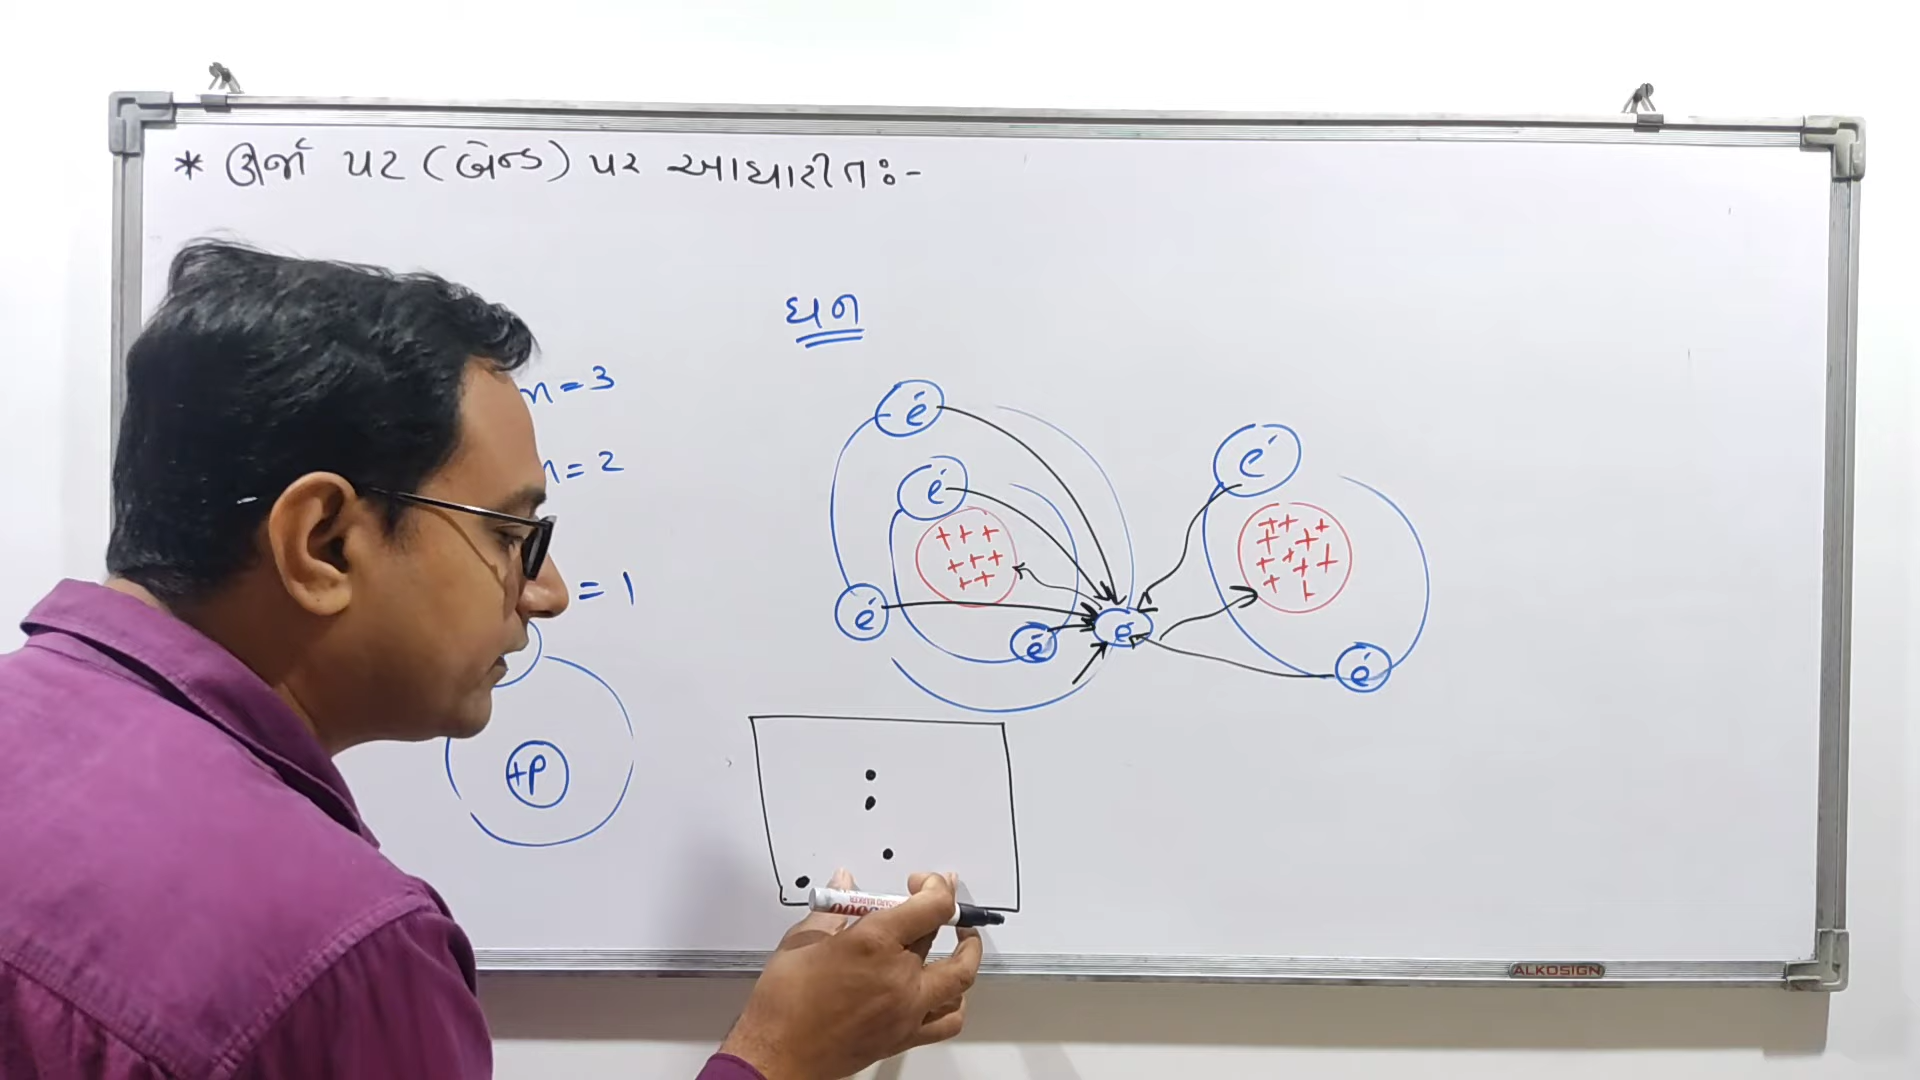 * ઊર્જા પટ (બેન્ડ) પર આધારીત :-
ઘન
n = 3
n = 2
= 1
e⁻ e⁻
e⁻
+ + +
+ + +
+ +
++ +
+ +
+ + + +
+ +
e⁻ e⁻ e⁻ e⁻
+P
ALKOSIGN